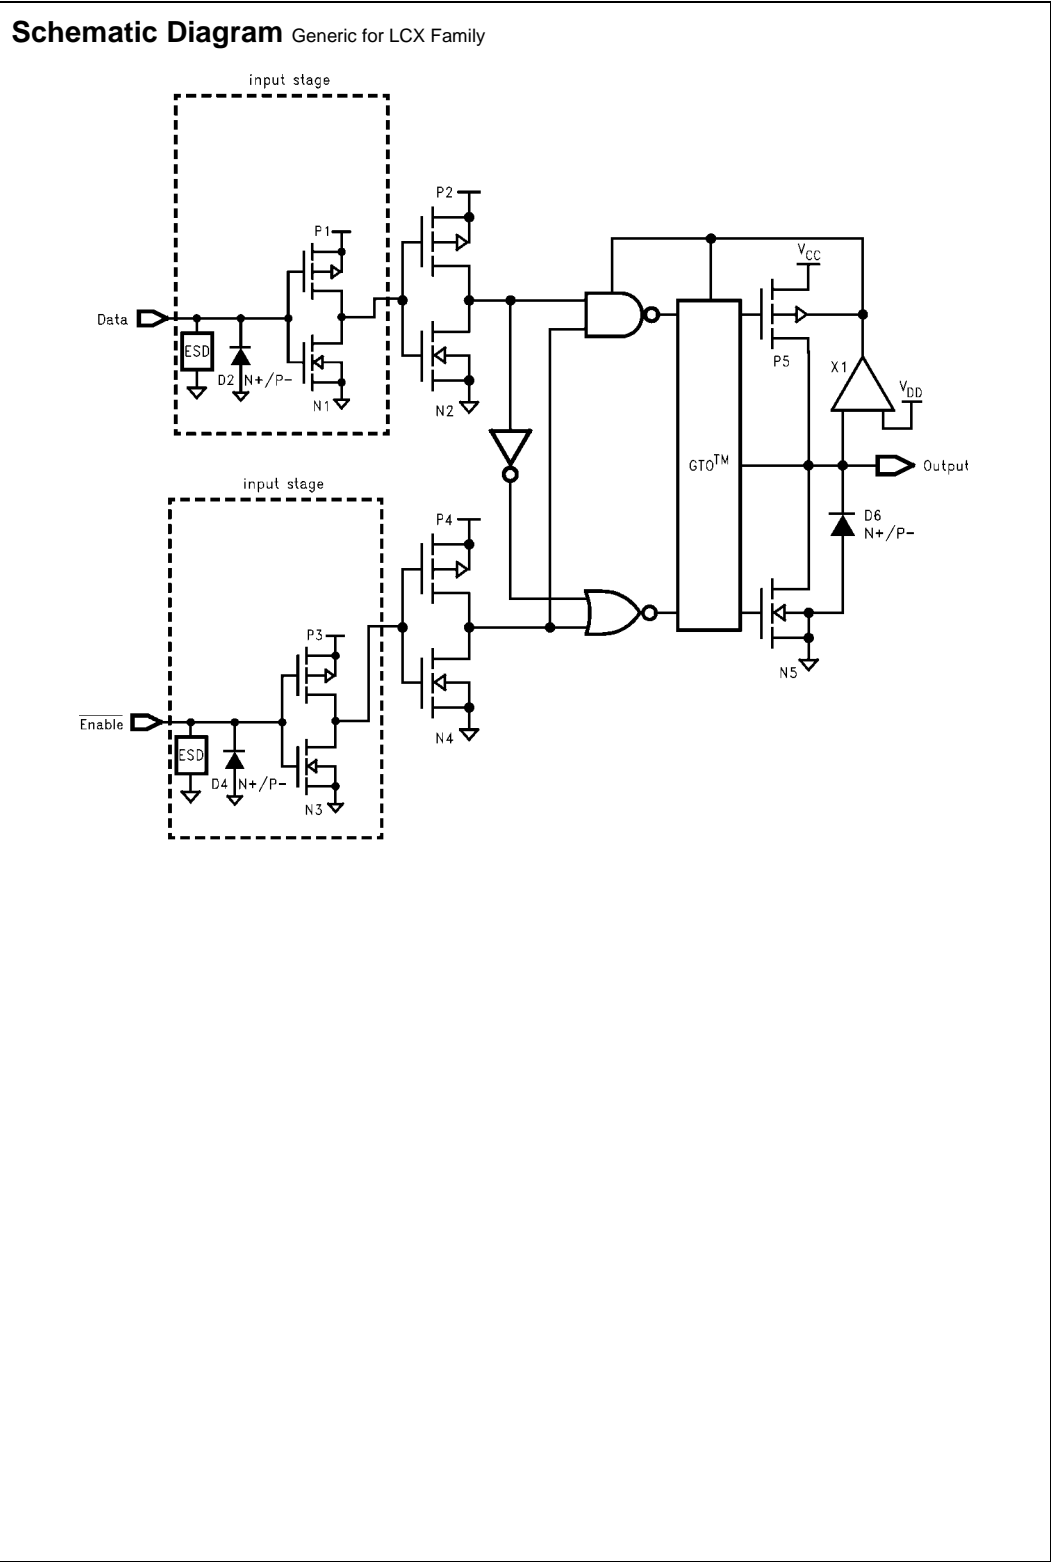 Schematic Diagram Generic for LCX Family
input stage
P2
P1
VCC
Data
ESD
P5
X1
D2 N+/P-
VDD
N1
N2
GTO™
Output
input stage
P4
D6
N+/P-
P3
N5
Enable
N4
ESD
D4 N+/P-
N3